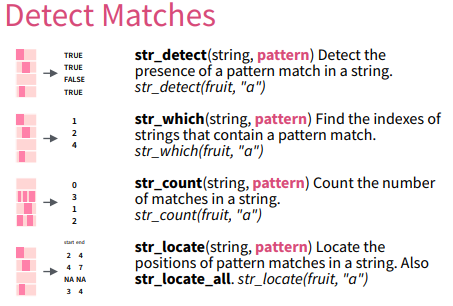 Detect Matches
TRUE
TRUE
FALSE
TRUE
str_detect(string, pattern) Detect the
presence of a pattern match in a string.
str_detect(fruit, "a")
1
2
4
str_which(string, pattern) Find the indexes of
strings that contain a pattern match.
str_which(fruit, "a")
0
3
1
2
str_count(string, pattern) Count the number
of matches in a string.
str_count(fruit, "a")
start end
2 4
4 7
NA NA
3 4
str_locate(string, pattern) Locate the
positions of pattern matches in a string. Also
str_locate_all. str_locate(fruit, "a")